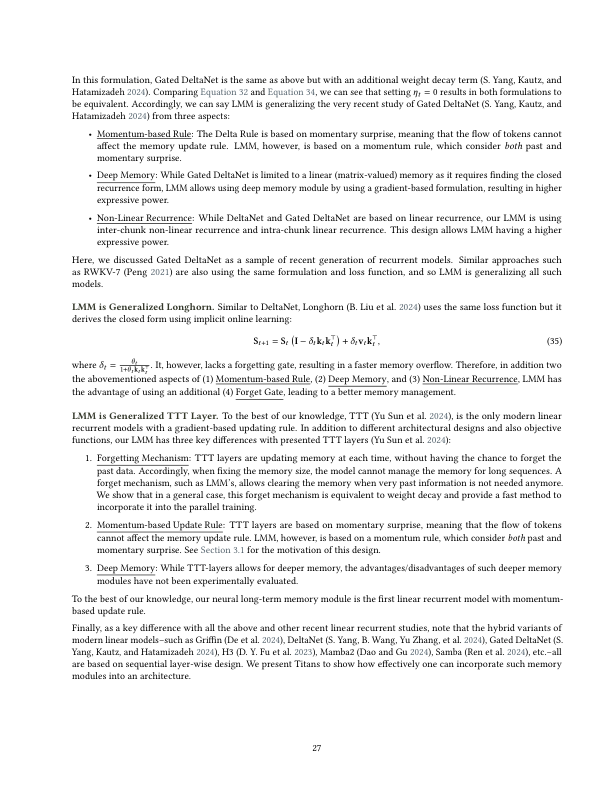 In this formulation, Gated DeltaNet is the same as above but with an additional weight decay term (S. Yang, Kautz, and
Hatamizadeh 2024). Comparing Equation 32 and Equation 34, we can see that setting ηₜ = 0 results in both formulations to
be equivalent. Accordingly, we can say LMM is generalizing the very recent study of Gated DeltaNet (S. Yang, Kautz, and
Hatamizadeh 2024) from three aspects:
• Momentum-based Rule: The Delta Rule is based on momentary surprise, meaning that the flow of tokens cannot
affect the memory update rule. LMM, however, is based on a momentum rule, which consider both past and
momentary surprise.
• Deep Memory: While Gated DeltaNet is limited to a linear (matrix-valued) memory as it requires finding the closed
recurrence form, LMM allows using deep memory module by using a gradient-based formulation, resulting in higher
expressive power.
• Non-Linear Recurrence: While DeltaNet and Gated DeltaNet are based on linear recurrence, our LMM is using
inter-chunk non-linear recurrence and intra-chunk linear recurrence. This design allows LMM having a higher
expressive power.
Here, we discussed Gated DeltaNet as a sample of recent generation of recurrent models. Similar approaches such
as RWKV-7 (Peng 2021) are also using the same formulation and loss function, and so LMM is generalizing all such
models.
LMM is Generalized Longhorn. Similar to DeltaNet, Longhorn (B. Liu et al. 2024) uses the same loss function but it
derives the closed form using implicit online learning:
Sₜ₊₁ = Sₜ (I − δₜkₜkₜ⊤) + δₜvₜkₜ⊤, (35)
where δₜ = θₜ/(1+θₜkₜkₜ⊤). It, however, lacks a forgetting gate, resulting in a faster memory overflow. Therefore, in addition two
the abovementioned aspects of (1) Momentum-based Rule, (2) Deep Memory, and (3) Non-Linear Recurrence, LMM has
the advantage of using an additional (4) Forget Gate, leading to a better memory management.
LMM is Generalized TTT Layer. To the best of our knowledge, TTT (Yu Sun et al. 2024), is the only modern linear
recurrent models with a gradient-based updating rule. In addition to different architectural designs and also objective
functions, our LMM has three key differences with presented TTT layers (Yu Sun et al. 2024):
1. Forgetting Mechanism: TTT layers are updating memory at each time, without having the chance to forget the
past data. Accordingly, when fixing the memory size, the model cannot manage the memory for long sequences. A
forget mechanism, such as LMM's, allows clearing the memory when very past information is not needed anymore.
We show that in a general case, this forget mechanism is equivalent to weight decay and provide a fast method to
incorporate it into the parallel training.
2. Momentum-based Update Rule: TTT layers are based on momentary surprise, meaning that the flow of tokens
cannot affect the memory update rule. LMM, however, is based on a momentum rule, which consider both past and
momentary surprise. See Section 3.1 for the motivation of this design.
3. Deep Memory: While TTT-layers allows for deeper memory, the advantages/disadvantages of such deeper memory
modules have not been experimentally evaluated.
To the best of our knowledge, our neural long-term memory module is the first linear recurrent model with momentum-
based update rule.
Finally, as a key difference with all the above and other recent linear recurrent studies, note that the hybrid variants of
modern linear models–such as Griffin (De et al. 2024), DeltaNet (S. Yang, B. Wang, Yu Zhang, et al. 2024), Gated DeltaNet (S.
Yang, Kautz, and Hatamizadeh 2024), H3 (D. Y. Fu et al. 2023), Mamba2 (Dao and Gu 2024), Samba (Ren et al. 2024), etc.–all
are based on sequential layer-wise design. We present Titans to show how effectively one can incorporate such memory
modules into an architecture.
27